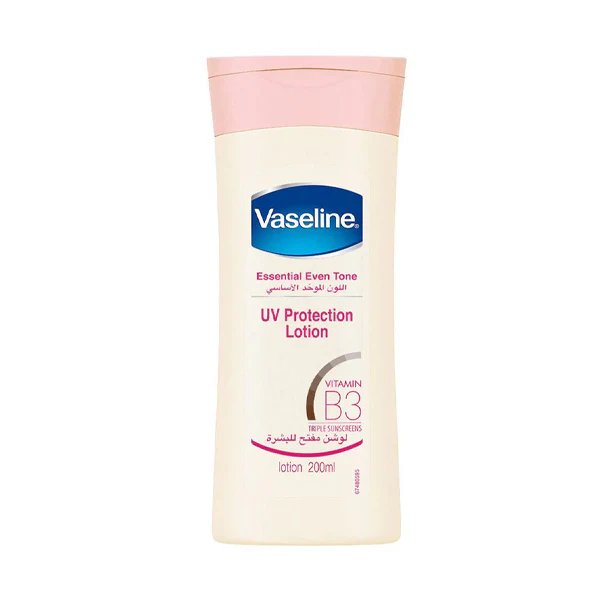 Vaseline®
Essential Even Tone
اللون الموحد الأساسي
UV Protection
Lotion
VITAMIN
B3
TRIPLE SUNSCREENS
لوشن مفتح للبشرة
lotion 200ml
67480595